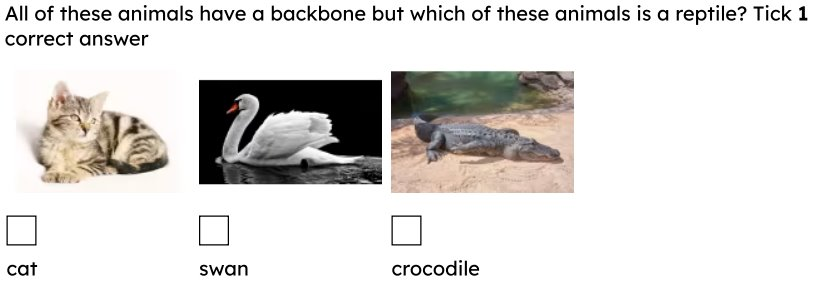 All of these animals have a backbone but which of these animals is a reptile? Tick 1
correct answer
cat
swan
crocodile